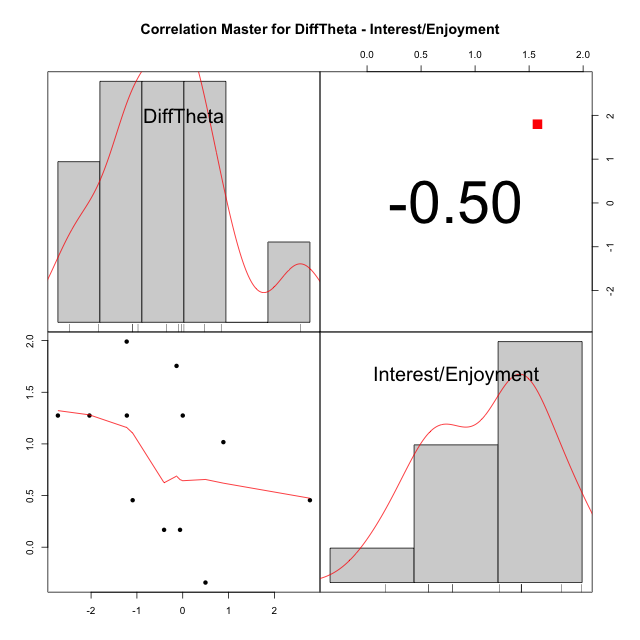 Correlation Master for DiffTheta - Interest/Enjoyment
0.0 0.5 1.0 1.5 2.0
DiffTheta
-0.50
2
1
0
-1
-2
2.0
1.5
1.0
0.5
0.0
Interest/Enjoyment
-2 -1 0 1 2